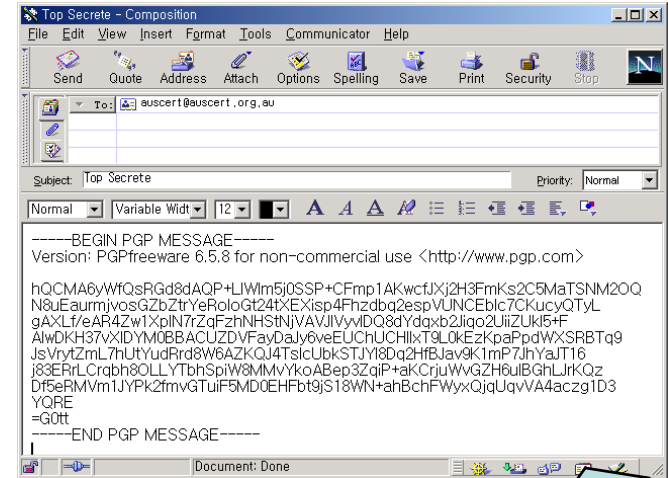 Top Secrete - Composition
File Edit View Insert Format Tools Communicator Help
Send Quote Address Attach Options Spelling Save Print Security Stop
N
To: auscert@auscert.org.au
Subject: Top Secrete Priority: Normal
Normal Variable Widt 12 A A A
-----BEGIN PGP MESSAGE-----
Version: PGPfreeware 6.5.8 for non-commercial use <http://www.pgp.com>
hQCMA6yWfQsRGd8dAQP+LIWlm5j0SSP+CFmp1AKwcfJXj2H3FmKs2C5MaTSNM2OQ
N8uEaurmjvosGZbZtrYeRoloGt24tXEXisp4Fhzdbq2espVUNCEblc7CKucyQTyL
gAXLf/eAR4Zw1XplN7rZqFzhNHStNjVAVJlVyvlDQ8dYdqxb2Jiqo2UiiZUkl5+F
AlwDKH37vXlDYM0BBACUZDVFayDaJy6veEUChUCHllxT9L0kEzKpaPpdWXSRBTq9
JsVrytZmL7hUtYudRrd8W6AZKQJ4TslcUbkSTJYl8Dq2HfBJav9K1mP7JhYaJT16
j83ERrLCrqbh8OLLYTbhSpiW8MMvYkoABep3ZqiP+aKCrjuWvGZH6ulBGhLJrKQz
Df5eRMVm1JYPk2fmvGTuiF5MD0EHFbt9jS18WN+ahBchFWyxQjqUqvVA4aczg1D3
YQRE
=G0tt
-----END PGP MESSAGE-----
Document: Done